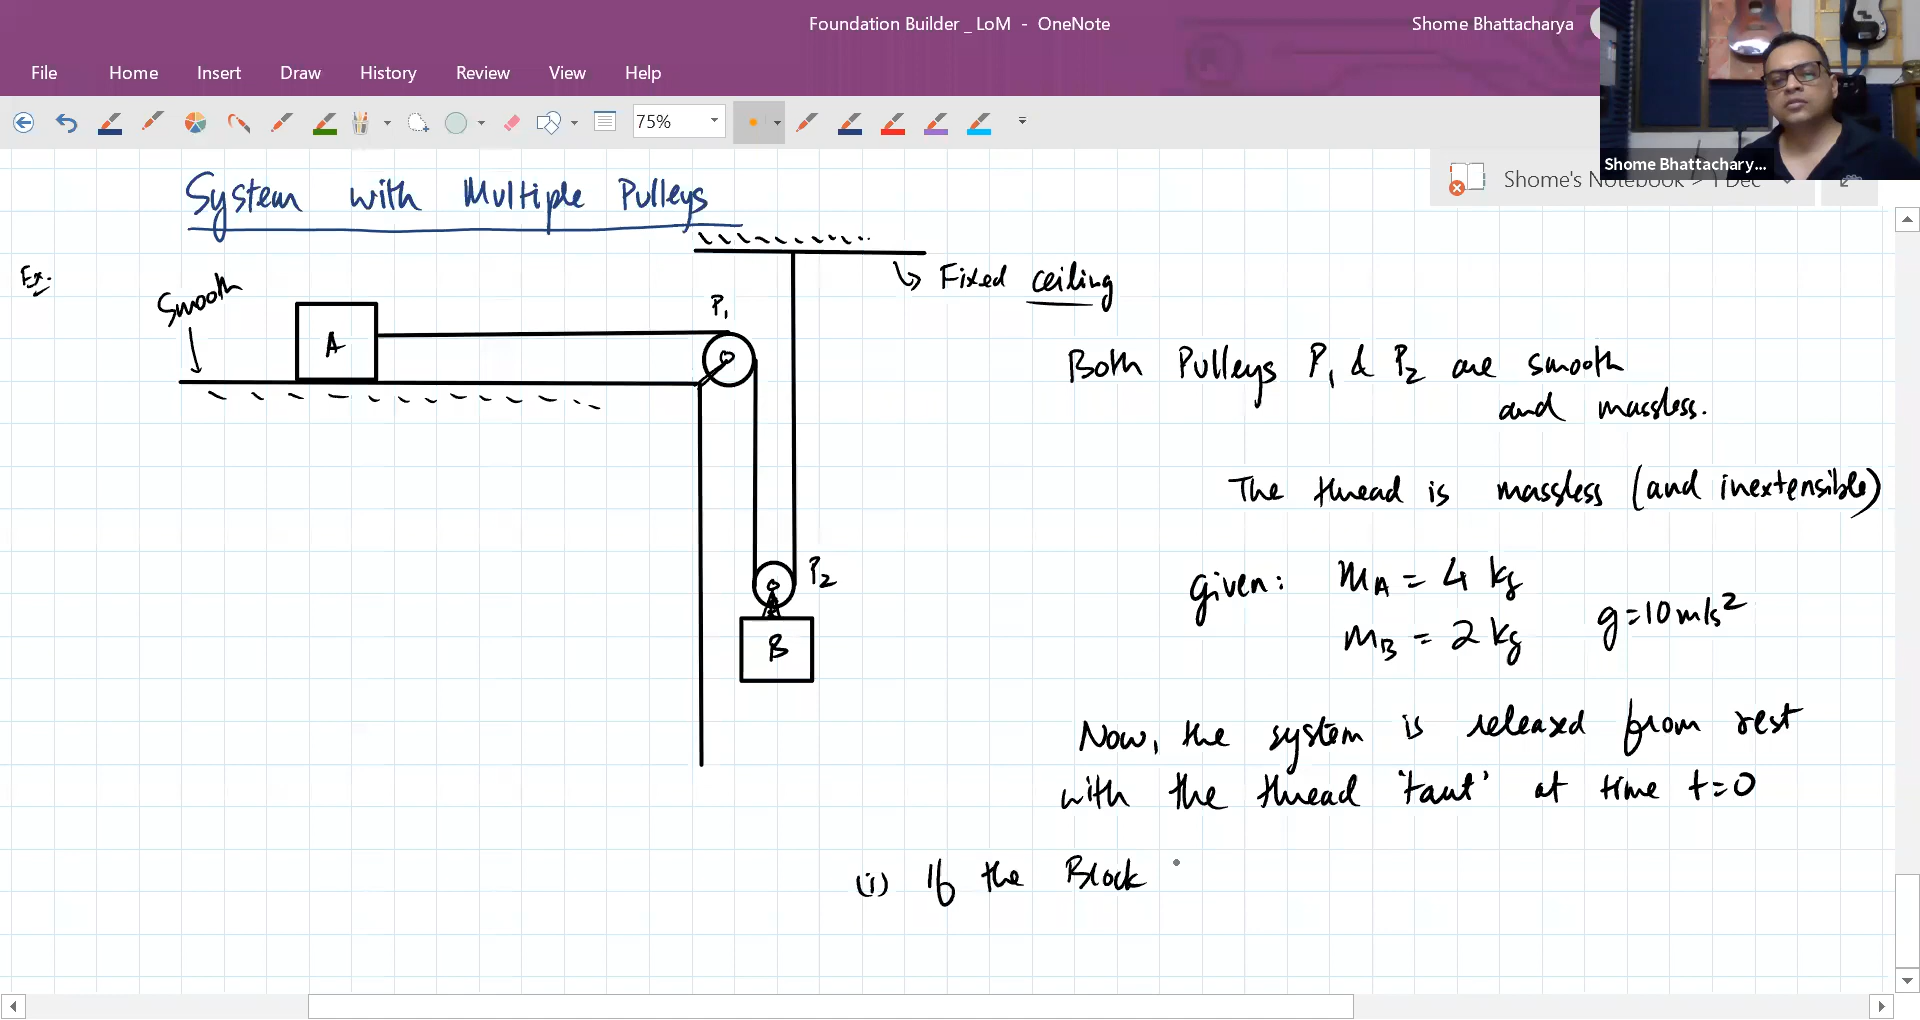 Foundation Builder _ LoM - OneNote
Shome Bhattacharya
File Home Insert Draw History Review View Help
75%
Shome Bhattachary...
Shome's Notebook > 1 Dec
System with Multiple Pulleys
Ex.
Smooth
Fixed ceiling
A
P1
Both Pulleys P1 & P2 are smooth
and massless.
The thread is massless (and inextensible)
P2
B
given: mA = 4 kg
mB = 2 kg
g=10m/s2
Now, the system is released from rest
with the thread 'taut' at time t=0
(i) If the Block